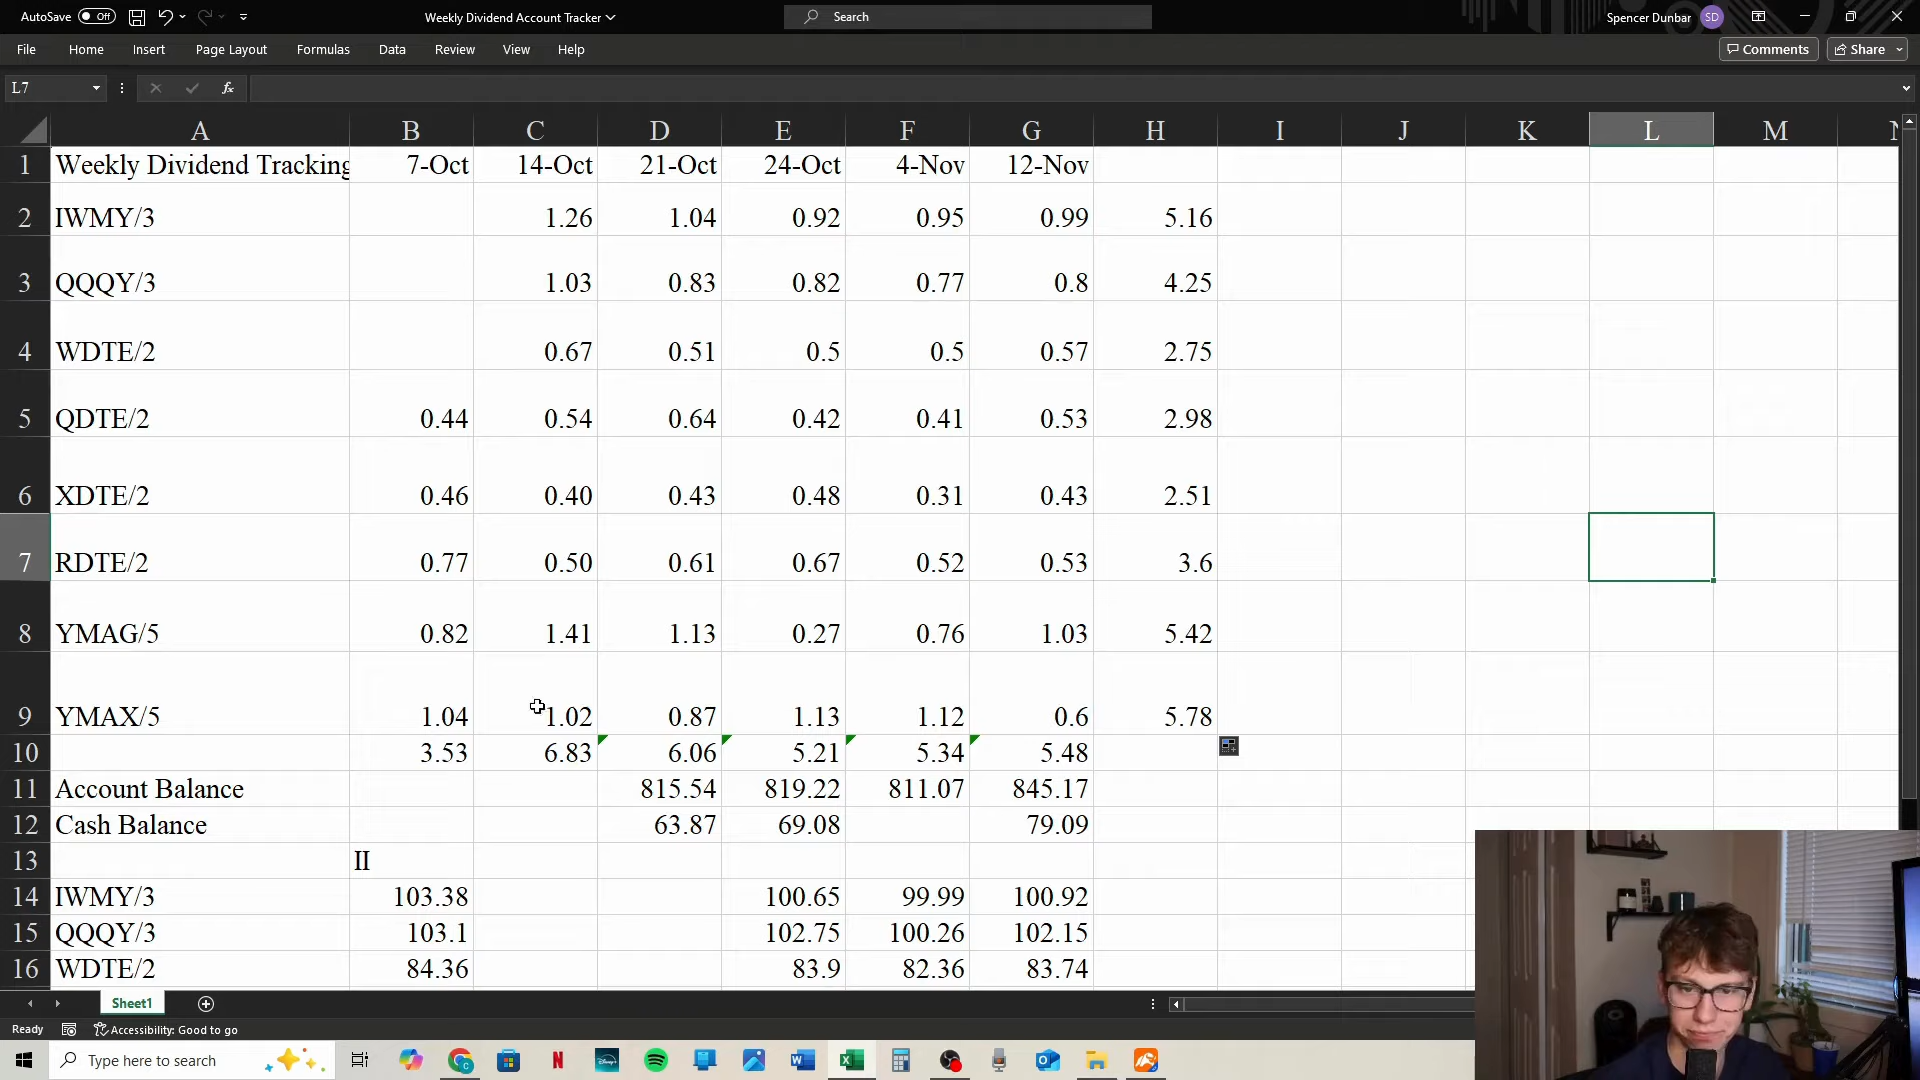 AutoSave Off Weekly Dividend Account Tracker Search Spencer Dunbar SD
File Home Insert Page Layout Formulas Data Review View Help Comments Share
L7 fx
A B C D E F G H I J K L M N
1 Weekly Dividend Tracking 7-Oct 14-Oct 21-Oct 24-Oct 4-Nov 12-Nov
2 IWMY/3 1.26 1.04 0.92 0.95 0.99 5.16
3 QQQY/3 1.03 0.83 0.82 0.77 0.8 4.25
4 WDTE/2 0.67 0.51 0.5 0.5 0.57 2.75
5 QDTE/2 0.44 0.54 0.64 0.42 0.41 0.53 2.98
6 XDTE/2 0.46 0.40 0.43 0.48 0.31 0.43 2.51
7 RDTE/2 0.77 0.50 0.61 0.67 0.52 0.53 3.6
8 YMAG/5 0.82 1.41 1.13 0.27 0.76 1.03 5.42
9 YMAX/5 1.04 1.02 0.87 1.13 1.12 0.6 5.78
10 3.53 6.83 6.06 5.21 5.34 5.48
11 Account Balance 815.54 819.22 811.07 845.17
12 Cash Balance 63.87 69.08 79.09
13 II
14 IWMY/3 103.38 100.65 99.99 100.92
15 QQQY/3 103.1 102.75 100.26 102.15
16 WDTE/2 84.36 83.9 82.36 83.74
Sheet1
Ready Accessibility: Good to go
Type here to search